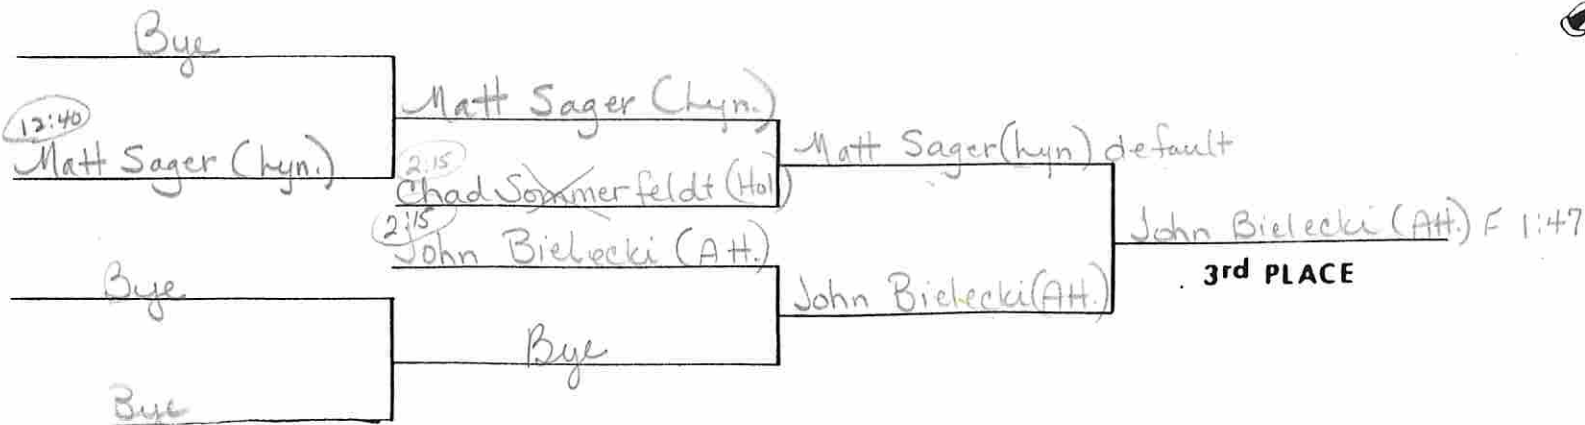 Bye
12:40
Matt Sager (Lyn.)
Matt Sager (Lyn.)
2:15
Chad Sommerfeldt (Hol)
2:15
John Bielecki (Att.)
Matt Sager (Lyn) default
Bye
Bye
Bye
John Bielecki (Att.)
John Bielecki (Att.) F 1:47
3rd PLACE